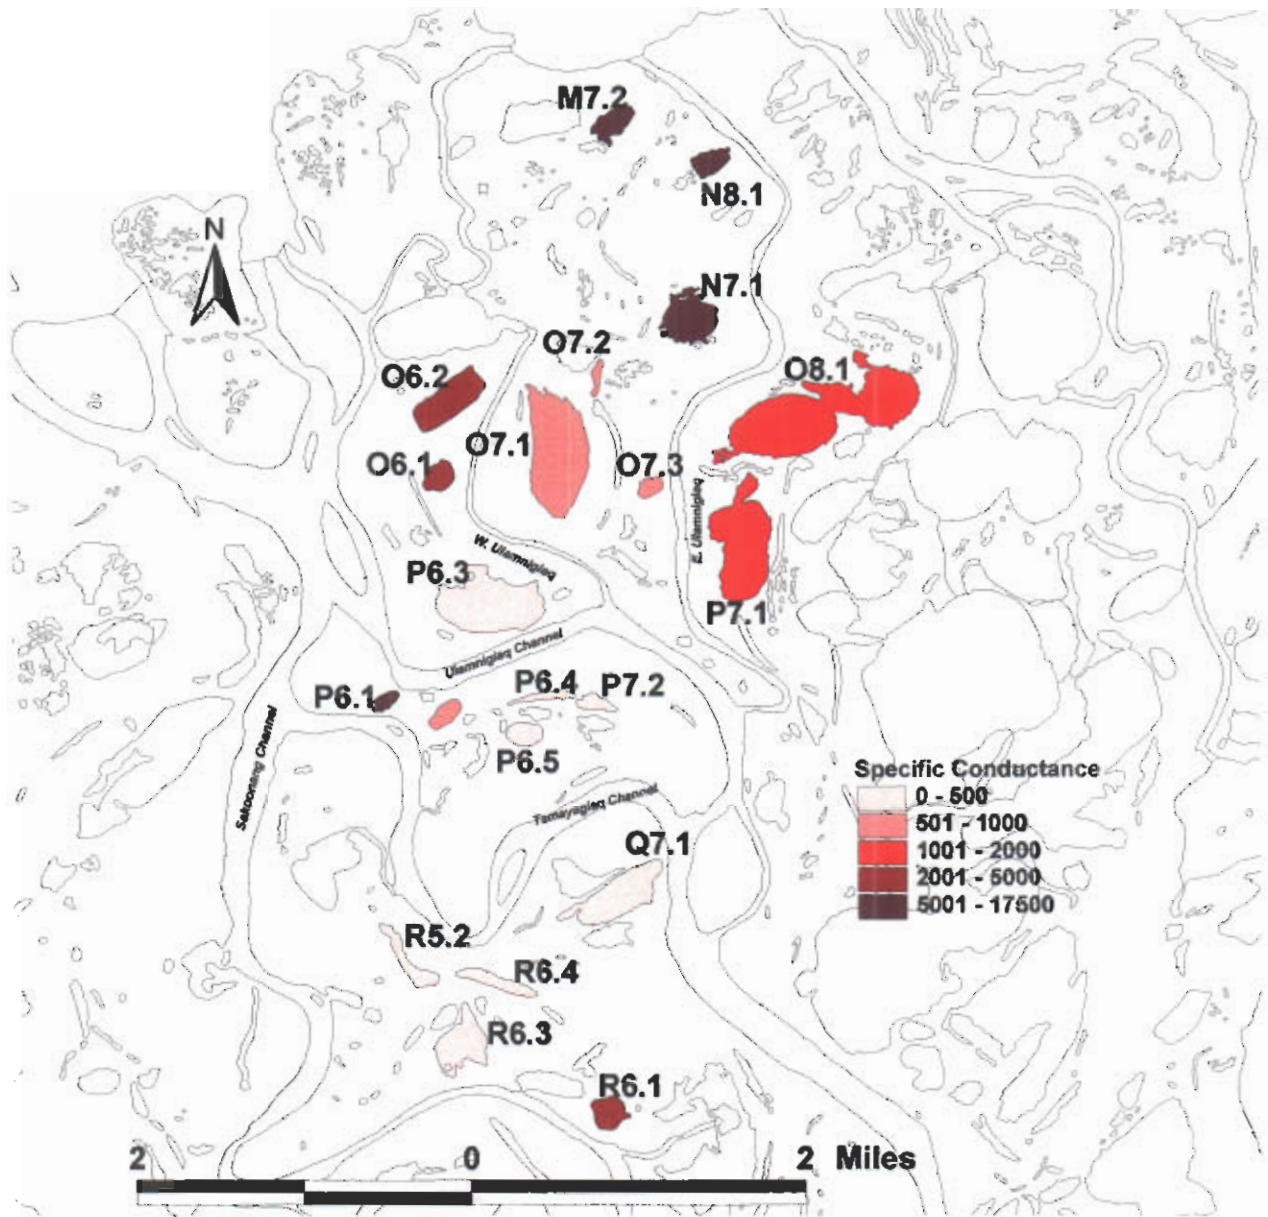 M7.2
N8.1
N
N7.1
O7.2
O8.1
O6.2
O7.1
O6.1
O7.3
E. Ulamnigiaq
W. Ulamnigiaq
P6.3
P7.1
Ulamnigiaq Channel
P6.1
P6.4
P7.2
P6.5
Sakoonang Channel
Specific Conductance
0 - 500
501 - 1000
1001 - 2000
2001 - 5000
5001 - 17500
Tamayagiaq Channel
Q7.1
R5.2
R6.4
R6.3
R6.1
2 0 2 Miles